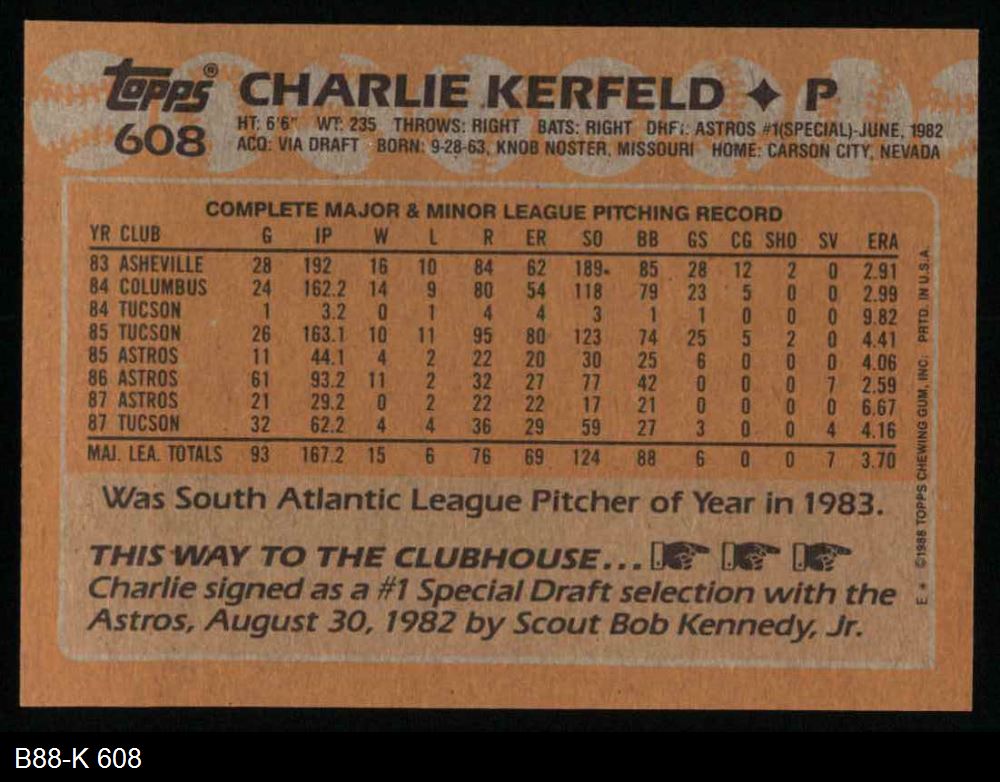 Topps® CHARLIE KERFELD ✦ P
608 HT: 6'6" WT: 235 THROWS: RIGHT BATS: RIGHT DRFT: ASTROS #1(SPECIAL)-JUNE, 1982
ACQ: VIA DRAFT BORN: 9-28-63, KNOB NOSTER, MISSOURI HOME: CARSON CITY, NEVADA
COMPLETE MAJOR & MINOR LEAGUE PITCHING RECORD
YR CLUB G IP W L R ER SO BB GS CG SHO SV ERA
83 ASHEVILLE 28 192 16 10 84 62 189• 85 28 12 2 0 2.91
84 COLUMBUS 24 162.2 14 9 80 54 118 79 23 5 0 0 2.99
84 TUCSON 1 3.2 0 1 4 4 3 1 1 0 0 0 9.82
85 TUCSON 26 163.1 10 11 95 80 123 74 25 5 2 0 4.41
85 ASTROS 11 44.1 4 2 22 20 30 25 6 0 0 0 4.06
86 ASTROS 61 93.2 11 2 32 27 77 42 0 0 0 7 2.59
87 ASTROS 21 29.2 0 2 22 22 17 21 0 0 0 0 6.67
87 TUCSON 32 62.2 4 4 36 29 59 27 3 0 0 4 4.16
MAJ. LEA. TOTALS 93 167.2 15 6 76 69 124 88 6 0 0 7 3.70
Was South Atlantic League Pitcher of Year in 1983.
THIS WAY TO THE CLUBHOUSE...
Charlie signed as a #1 Special Draft selection with the
Astros, August 30, 1982 by Scout Bob Kennedy, Jr.
E * ©1988 TOPPS CHEWING GUM, INC. PRTD. IN U.S.A.
B88-K 608